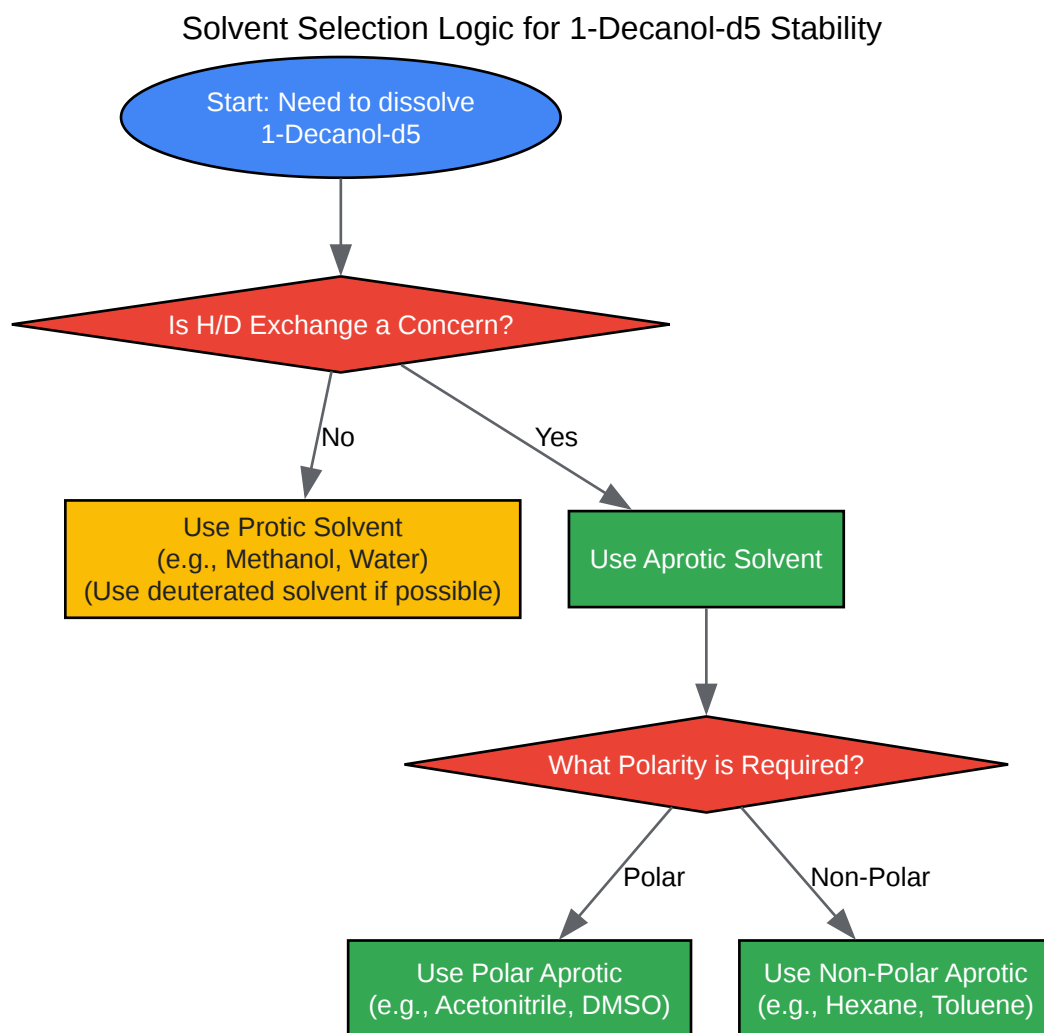 Solvent Selection Logic for 1-Decanol-d5 Stability
Start: Need to dissolve
1-Decanol-d5
Is H/D Exchange a Concern?
No
Yes
Use Protic Solvent
(e.g., Methanol, Water)
(Use deuterated solvent if possible)
Use Aprotic Solvent
What Polarity is Required?
Polar
Non-Polar
Use Polar Aprotic
(e.g., Acetonitrile, DMSO)
Use Non-Polar Aprotic
(e.g., Hexane, Toluene)